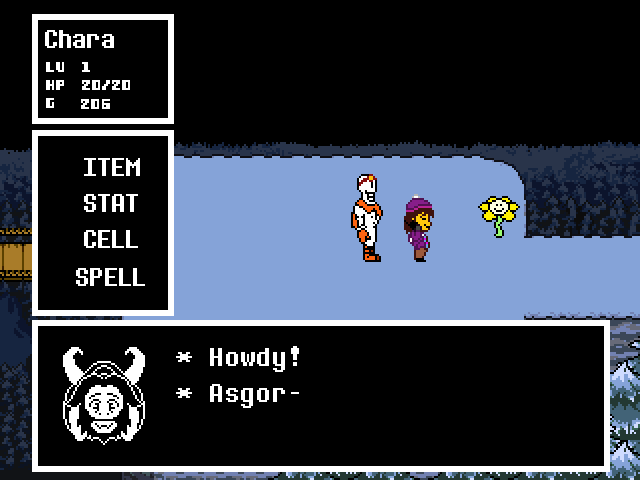 Chara
LV 1
HP 20/20
G 206
ITEM
STAT
CELL
SPELL
* Howdy!
* Asgor-